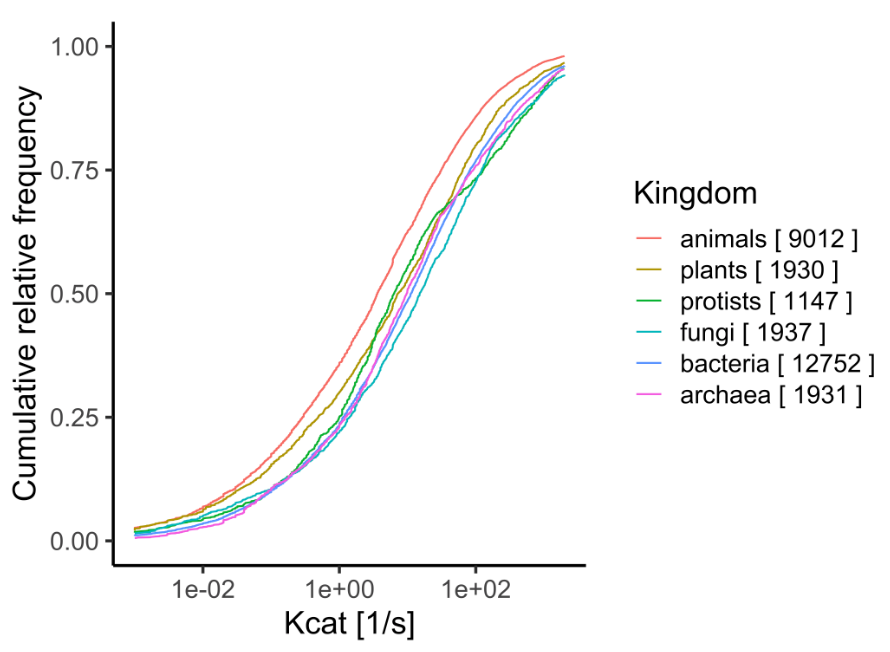 Cumulative relative frequency
1.00
0.75
0.50
0.25
0.00
1e-02 1e+00 1e+02
Kcat [1/s]
Kingdom
animals [ 9012 ]
plants [ 1930 ]
protists [ 1147 ]
fungi [ 1937 ]
bacteria [ 12752 ]
archaea [ 1931 ]